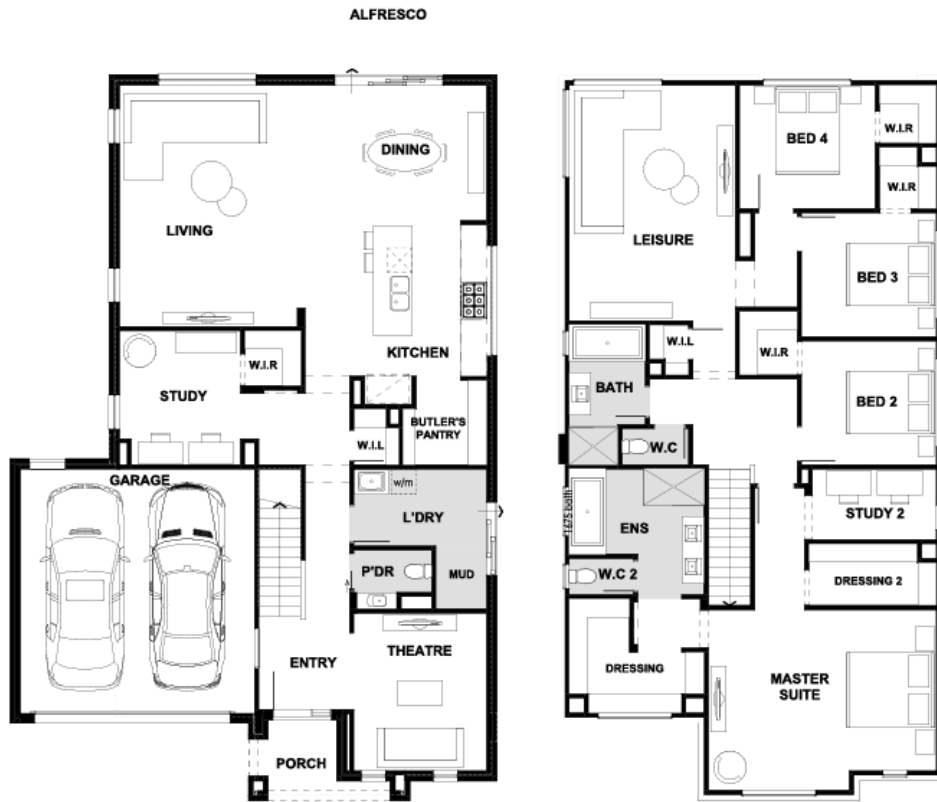 ALFRESCO
DINING
LIVING
KITCHEN
W.I.R
STUDY
BUTLER'S
PANTRY
W.I.L
GARAGE
w/m
L'DRY
P'DR
MUD
ENTRY
THEATRE
PORCH
BED 4
W.I.R
W.I.R
LEISURE
BED 3
W.I.L
W.I.R
BATH
BED 2
W.C
1675 bath
ENS
STUDY 2
W.C 2
DRESSING 2
DRESSING
MASTER
SUITE